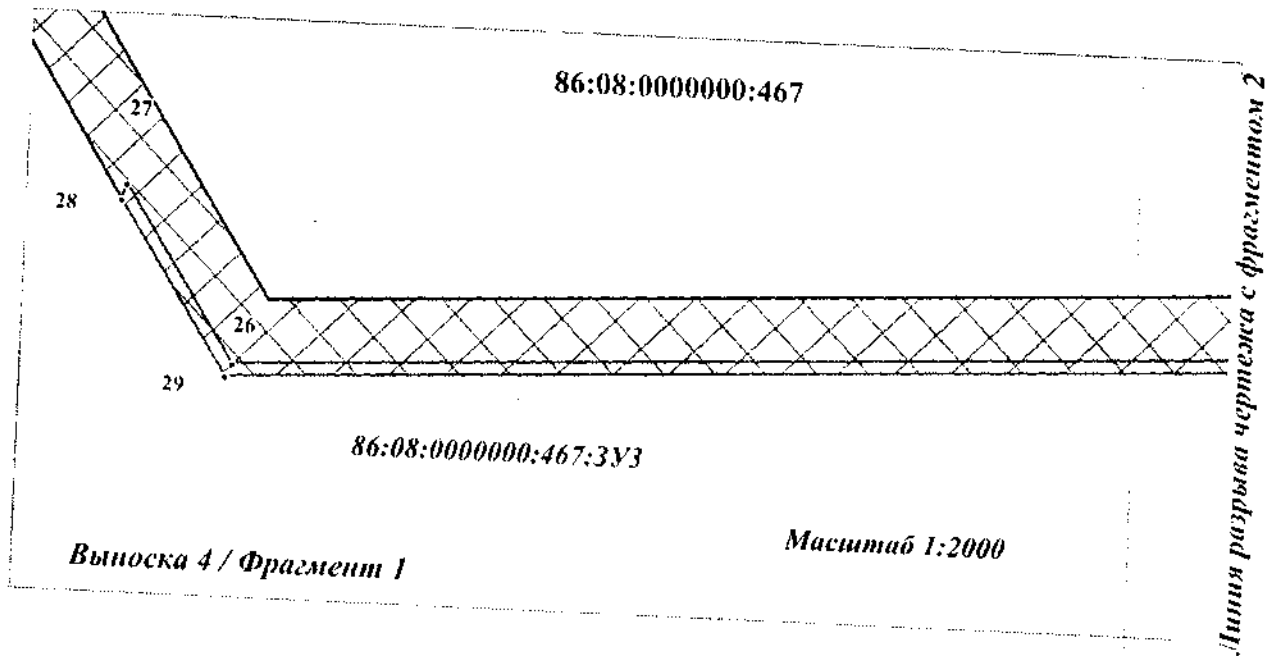 86:08:0000000:467
27
28
26
29
86:08:0000000:467:ЗУ3
Выноска 4 / Фрагмент 1
Масштаб 1:2000
Линия разрыва чертежа с фрагментом 2